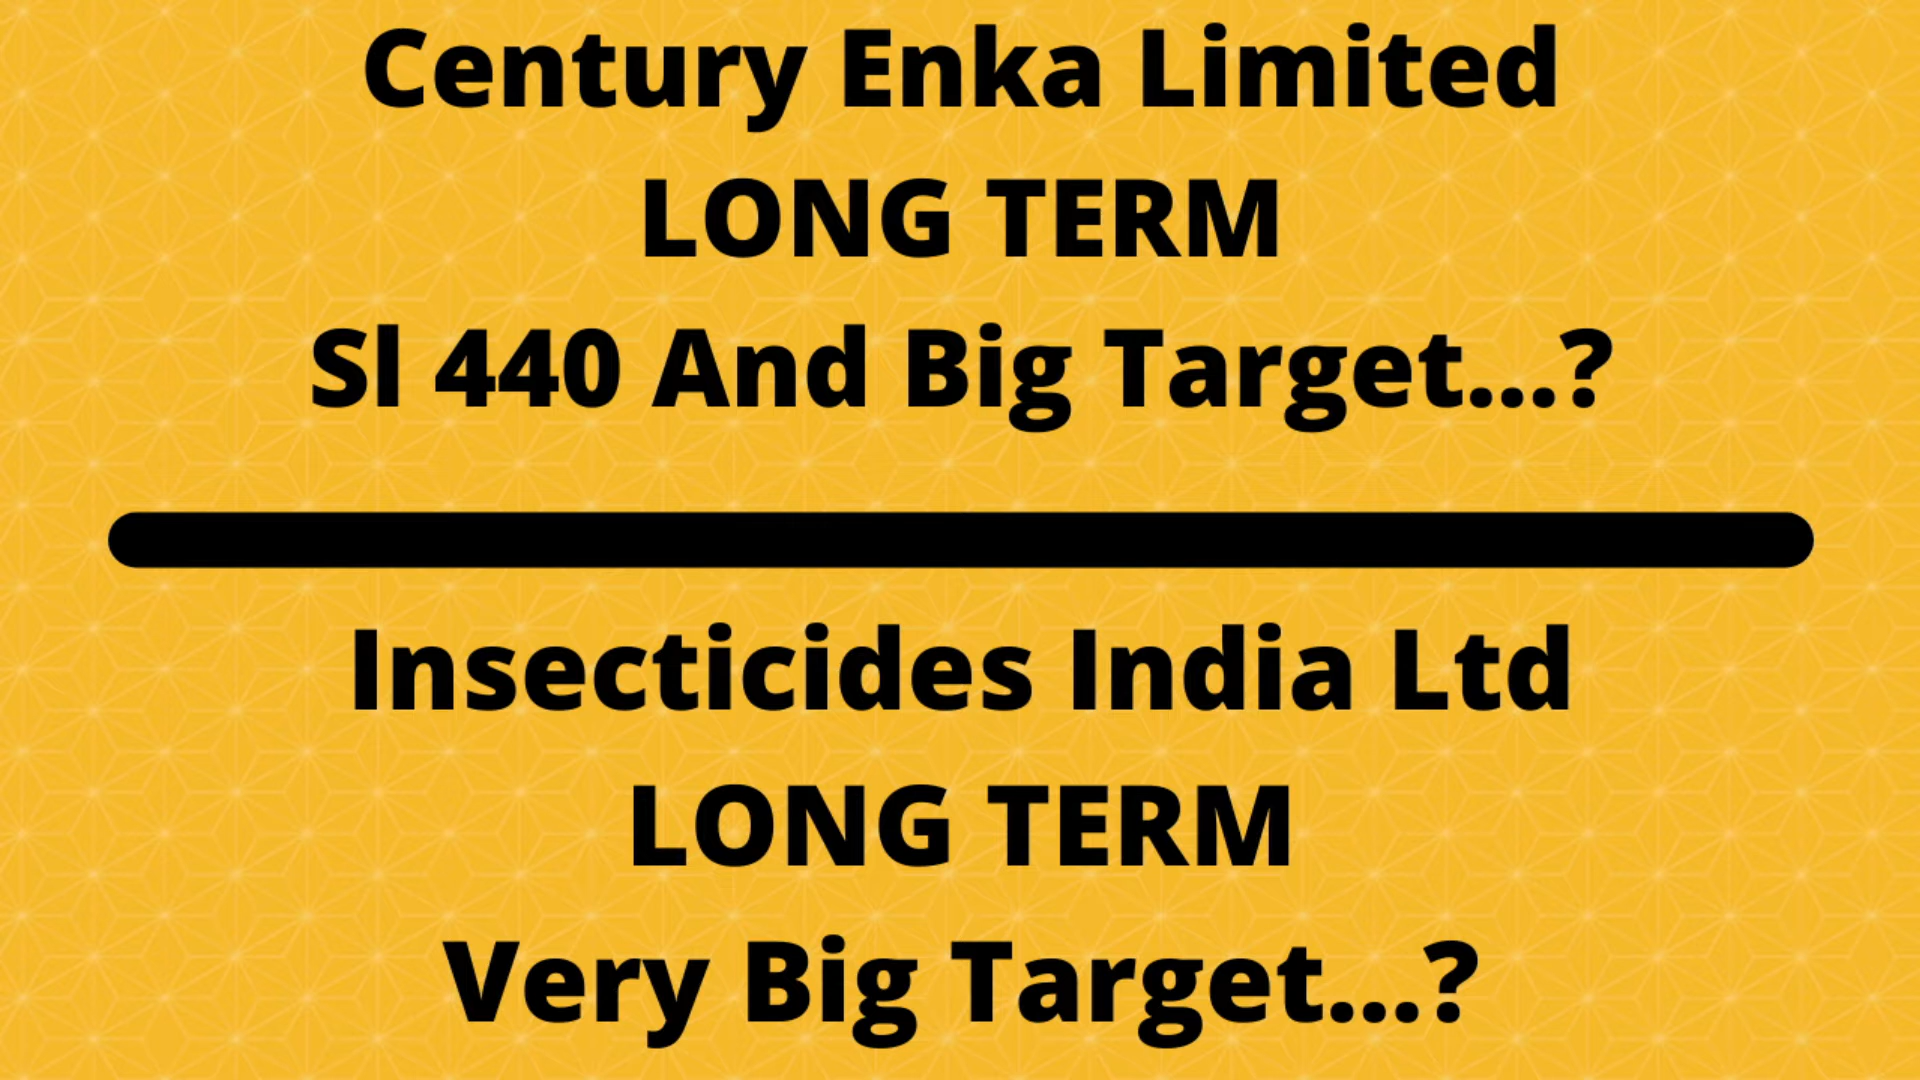 Century Enka Limited
LONG TERM
Sl 440 And Big Target...?
Insecticides India Ltd
LONG TERM
Very Big Target...?